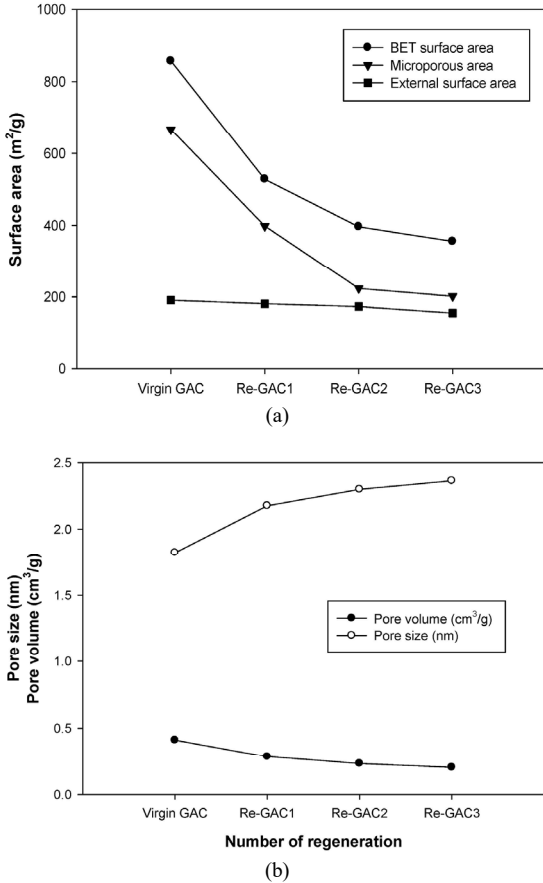 1000
800
600
400
200
0
Surface area (m²/g)
BET surface area
Microporous area
External surface area
Virgin GAC Re-GAC1 Re-GAC2 Re-GAC3
(a)
2.5
2.0
1.5
1.0
0.5
0.0
Pore size (nm)
Pore volume (cm³/g)
Pore volume (cm³/g)
Pore size (nm)
Virgin GAC Re-GAC1 Re-GAC2 Re-GAC3
Number of regeneration
(b)